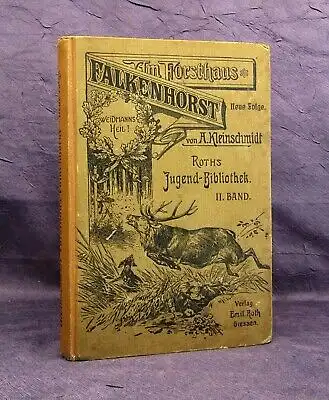 Im Forsthaus
FALKENHORST
Neue Folge.
WEIDMANNS
HEIL!
von A. Kleinschmidt
ROTHS
Jugend-Bibliothek.
II. BAND.
Verlag
Emil Roth
Giessen.